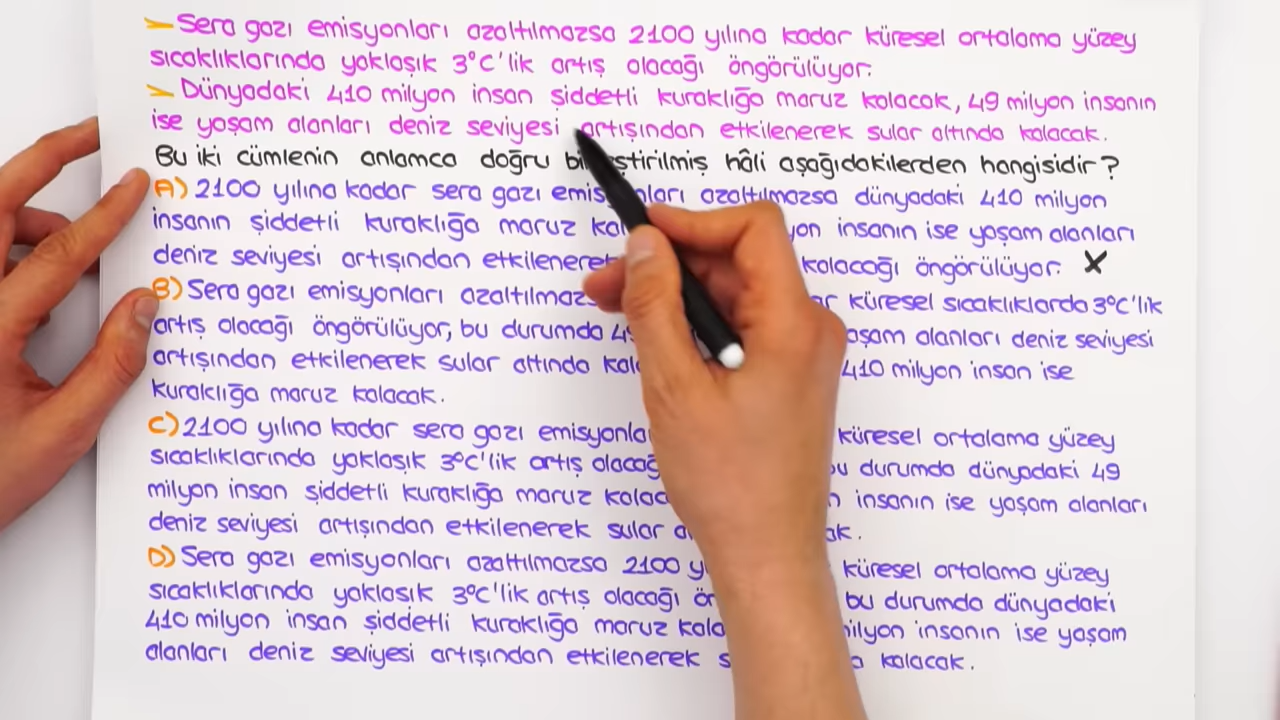 Sera gazı emisyonları azaltılmazsa 2100 yılına kadar küresel ortalama yüzey
sıcaklıklarında yaklaşık 3°C'lik artış olacağı öngörülüyor.
Dünyadaki 410 milyon insan şiddetli kuraklığa maruz kalacak, 49 milyon insanın
ise yaşam alanları deniz seviyesi artışından etkilenerek sular altında kalacak.
Bu iki cümlenin anlamca doğru birleştirilmiş hâli aşağıdakilerden hangisidir?
A) 2100 yılına kadar sera gazı emisyonları azaltılmazsa dünyadaki 410 milyon
insanın şiddetli kuraklığa maruz insanın ise yaşam alanları
deniz seviyesi artışından etkilenerek kalacağı öngörülüyor. X
B) Sera gazı emisyonları küresel sıcaklıklarda 3°C'lik
artış olacağı öngörülüyor, bu durumda deniz seviyesi
artışından etkilenerek sular altında 410 milyon insan ise
kuraklığa maruz kalacak.
C) 2100 yılına kadar sera gazı küresel ortalama yüzey
sıcaklıklarında yaklaşık 3°C'lik artış durumda dünyadaki 49
milyon insan şiddetli kuraklığa maruz insanın ise yaşam alanları
deniz seviyesi artışından etkilenerek sular
D) Sera gazı emisyonları azaltılmazsa 2100 küresel ortalama yüzey
sıcaklıklarında yaklaşık 3°C'lik artış olacağı bu durumda dünyadaki
410 milyon insan şiddetli kuraklığa maruz insanın ise yaşam
alanları deniz seviyesi artışından etkilenerek kalacak.